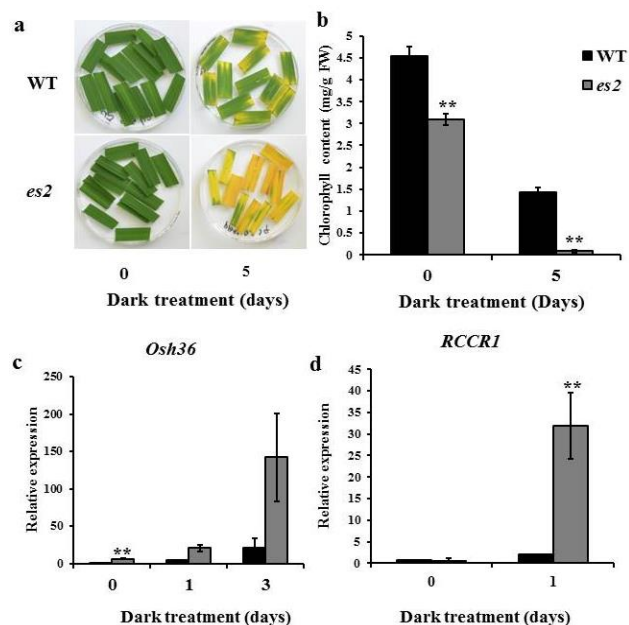 a
WT
es2
0 5
Dark treatment (days)
b
Chlorophyll content (mg/g FW)
5
4.5
4
3.5
3
2.5
2
1.5
1
0.5
0
WT
es2
**
**
0 5
Dark treatment (Days)
c
Osh36
Relative expression
250
200
150
100
50
0
**
0 1 3
Dark treatment (days)
d
RCCR1
Relative expression
45
40
35
30
25
20
15
10
5
0
**
0 1
Dark treatment (days)